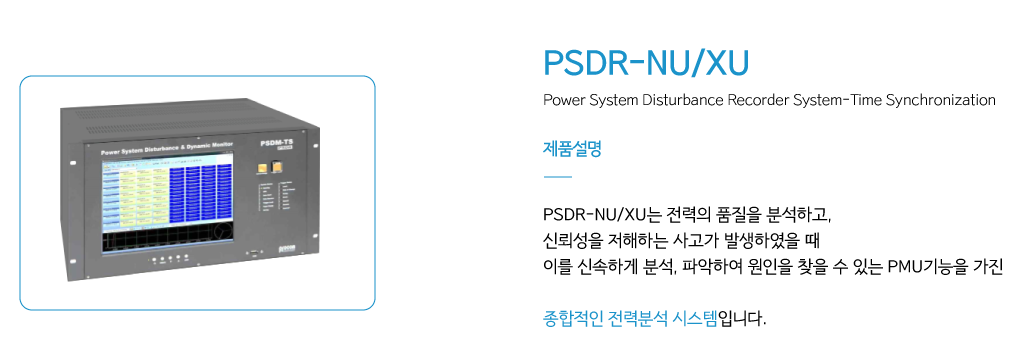 PSDR-NU/XU
Power System Disturbance Recorder System-Time Synchronization
제품설명
PSDR-NU/XU는 전력의 품질을 분석하고,
신뢰성을 저해하는 사고가 발생하였을 때
이를 신속하게 분석, 파악하여 원인을 찾을 수 있는 PMU기능을 가진
종합적인 전력분석 시스템입니다.
Power System Disturbance & Dynamic Monitor
PSDM-TS